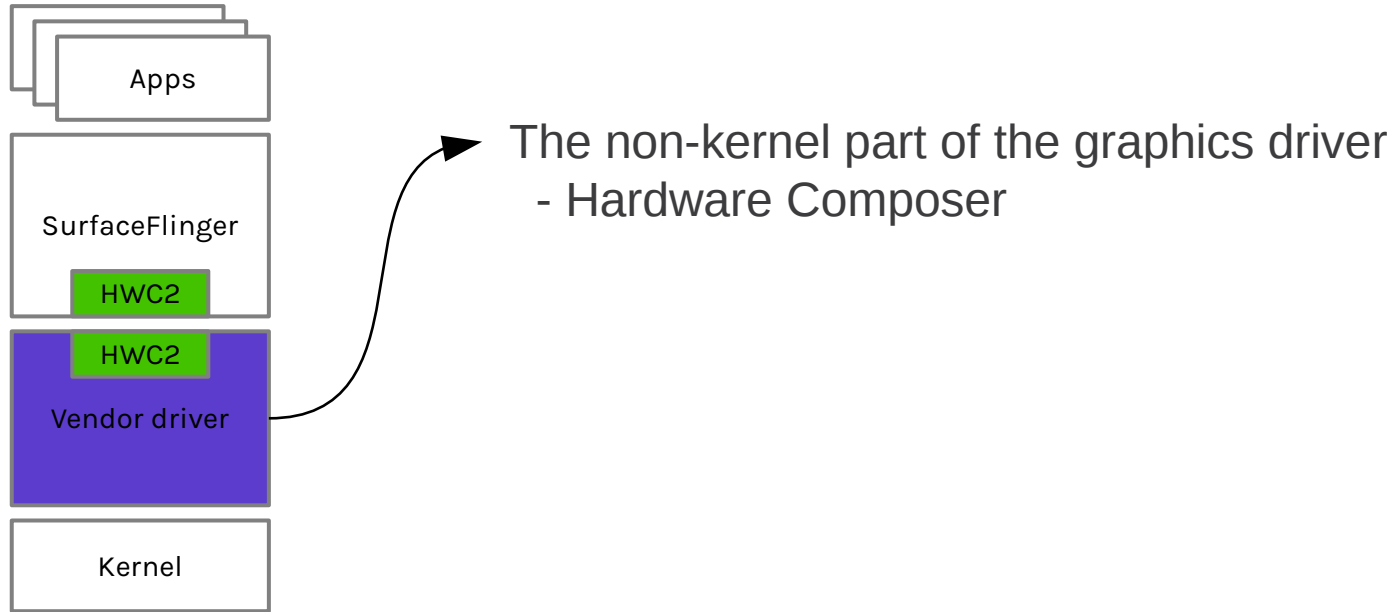 Apps
SurfaceFlinger
HWC2
HWC2
Vendor driver
Kernel
The non-kernel part of the graphics driver
- Hardware Composer